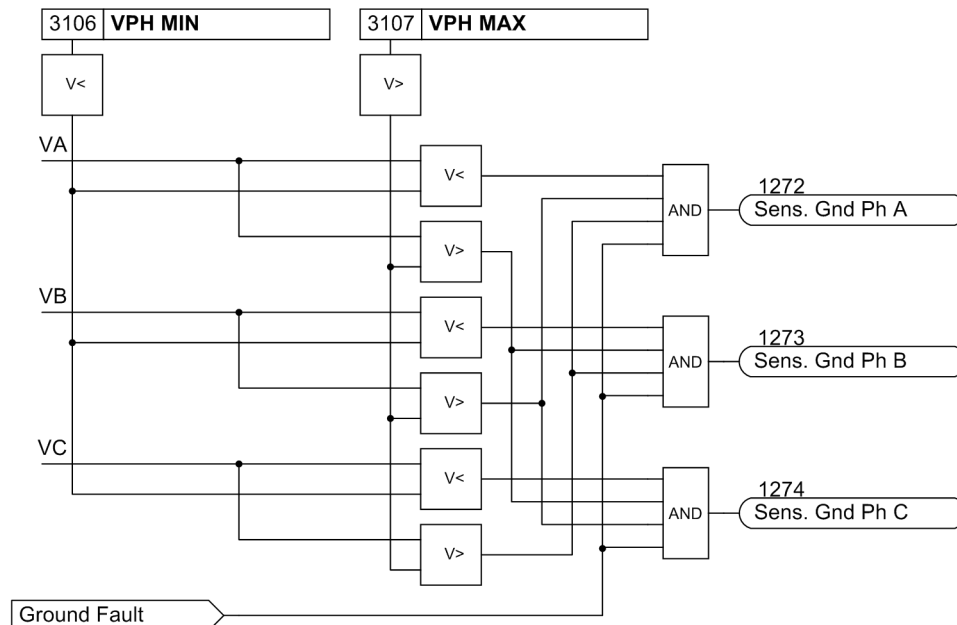 3106 VPH MIN
3107 VPH MAX
V<
V>
VA
V<
1272
AND
Sens. Gnd Ph A
V>
VB
V<
1273
AND
Sens. Gnd Ph B
V>
VC
V<
1274
AND
Sens. Gnd Ph C
V>
Ground Fault